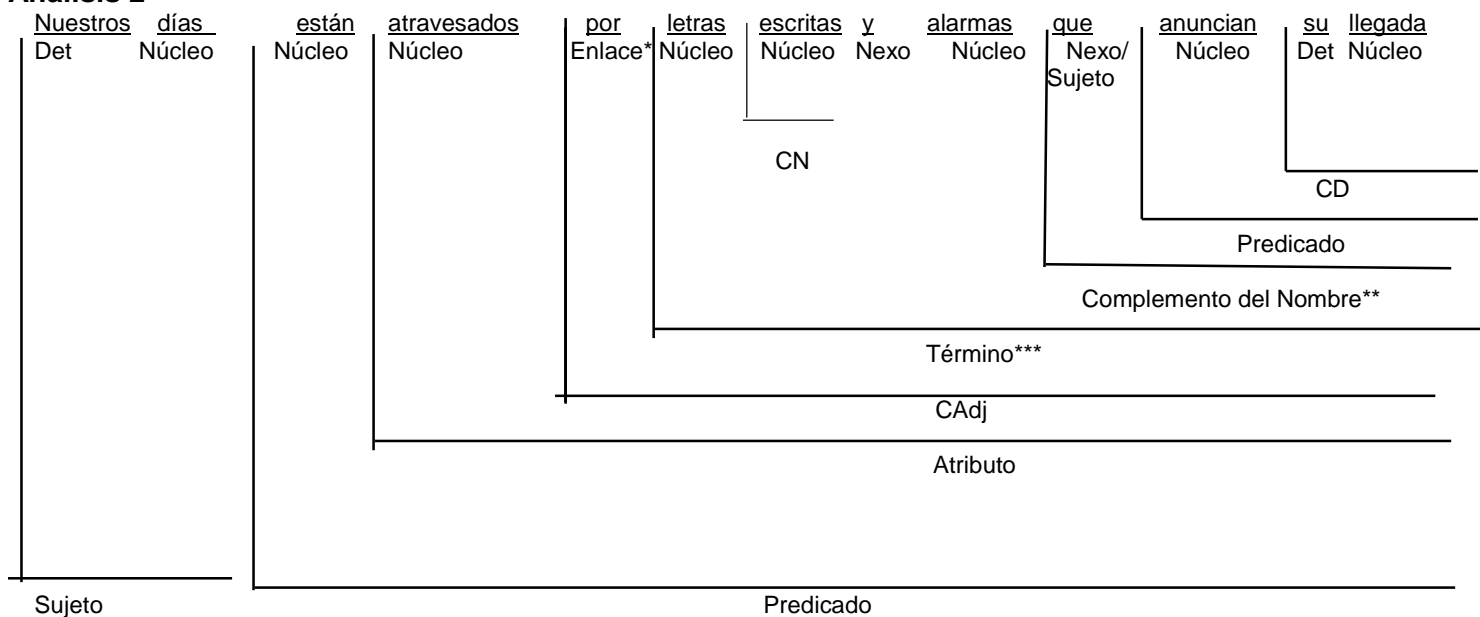 Análisis 2
Nuestros días están atravesados por letras escritas y alarmas que anuncian su llegada
Det Núcleo Núcleo Núcleo Enlace* Núcleo Núcleo Nexo Núcleo Nexo/ Núcleo Det Núcleo
Sujeto
CN
CD
Predicado
Complemento del Nombre**
Término***
CAdj
Atributo
Sujeto Predicado